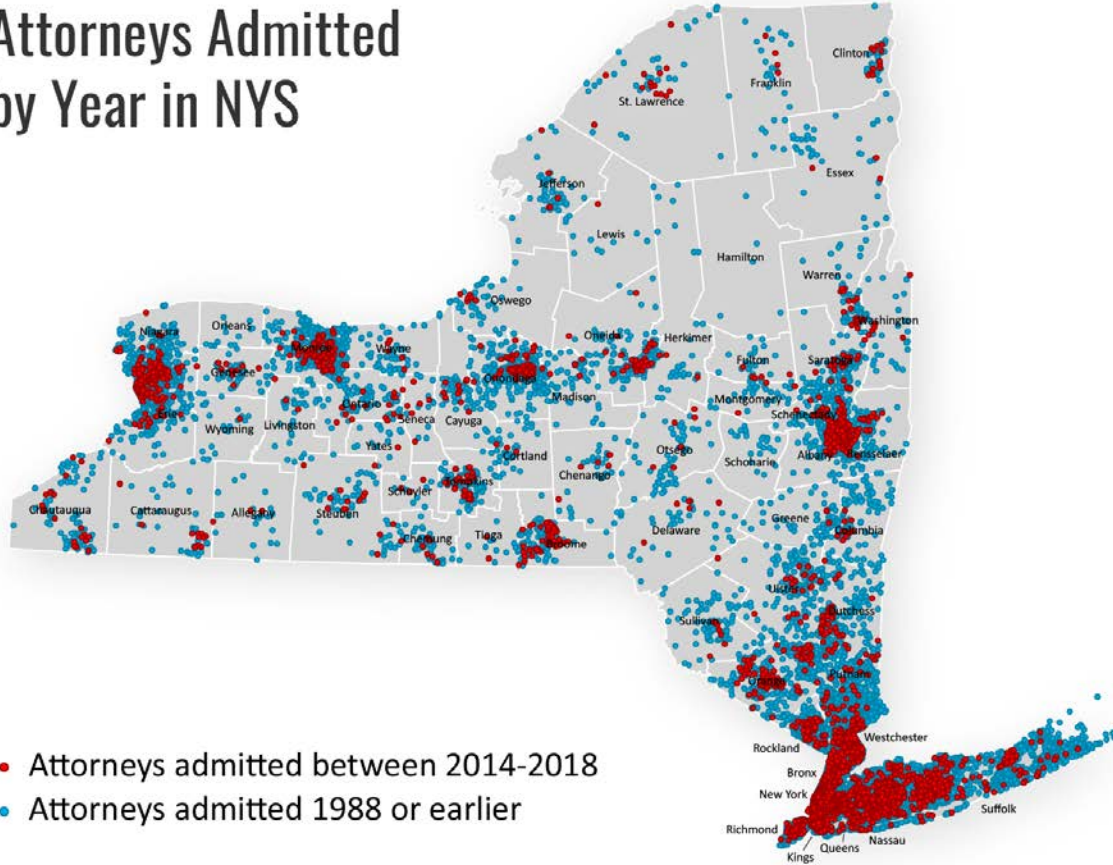 Attorneys Admitted
by Year in NYS
Clinton
Franklin
St. Lawrence
Essex
Jefferson
Lewis
Hamilton
Warren
Oswego
Washington
Niagara
Orleans
Monroe
Wayne
Oneida
Herkimer
Fulton
Saratoga
Genesee
Onondaga
Madison
Montgomery
Erie
Ontario
Seneca
Cayuga
Schenectady
Wyoming
Livingston
Yates
Cortland
Otsego
Schoharie
Albany
Rensselaer
Chenango
Tompkins
Schuyler
Chautauqua
Cattaraugus
Allegany
Steuben
Chemung
Tioga
Broome
Delaware
Greene
Columbia
Ulster
Sullivan
Dutchess
Orange
Putnam
Westchester
Rockland
Bronx
New York
Suffolk
Richmond
Kings
Queens
Nassau
Attorneys admitted between 2014-2018
Attorneys admitted 1988 or earlier